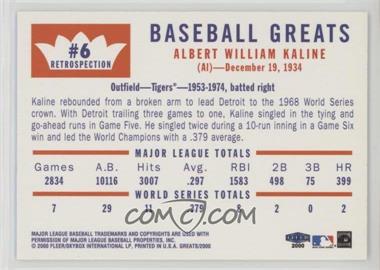 #6
RETROSPECTION
BASEBALL GREATS
ALBERT WILLIAM KALINE
(Al)—December 19, 1934
Outfield—Tigers®—1953-1974, batted right
Kaline rebounded from a broken arm to lead Detroit to the 1968 World Series
crown. With Detroit trailing three games to one, Kaline singled in the tying and
go-ahead runs in Game Five. He singled twice during a 10-run inning in a Game Six
win and led the World Champions with a .379 average.
MAJOR LEAGUE TOTALS
Games A.B. Hits Avg. RBI 2B 3B HR
2834 10116 3007 .297 1583 498 75 399
WORLD SERIES TOTALS
7 29 11 .379 8 2 0 2
COMC.com
MAJOR LEAGUE BASEBALL TRADEMARKS AND COPYRIGHTS ARE USED WITH
PERMISSION OF MAJOR LEAGUE BASEBALL PROPERTIES, INC.
© 2000 FLEER/SKYBOX INTERNATIONAL LP, PRINTED IN U.S.A. GREATS/2000
FLEER
2000